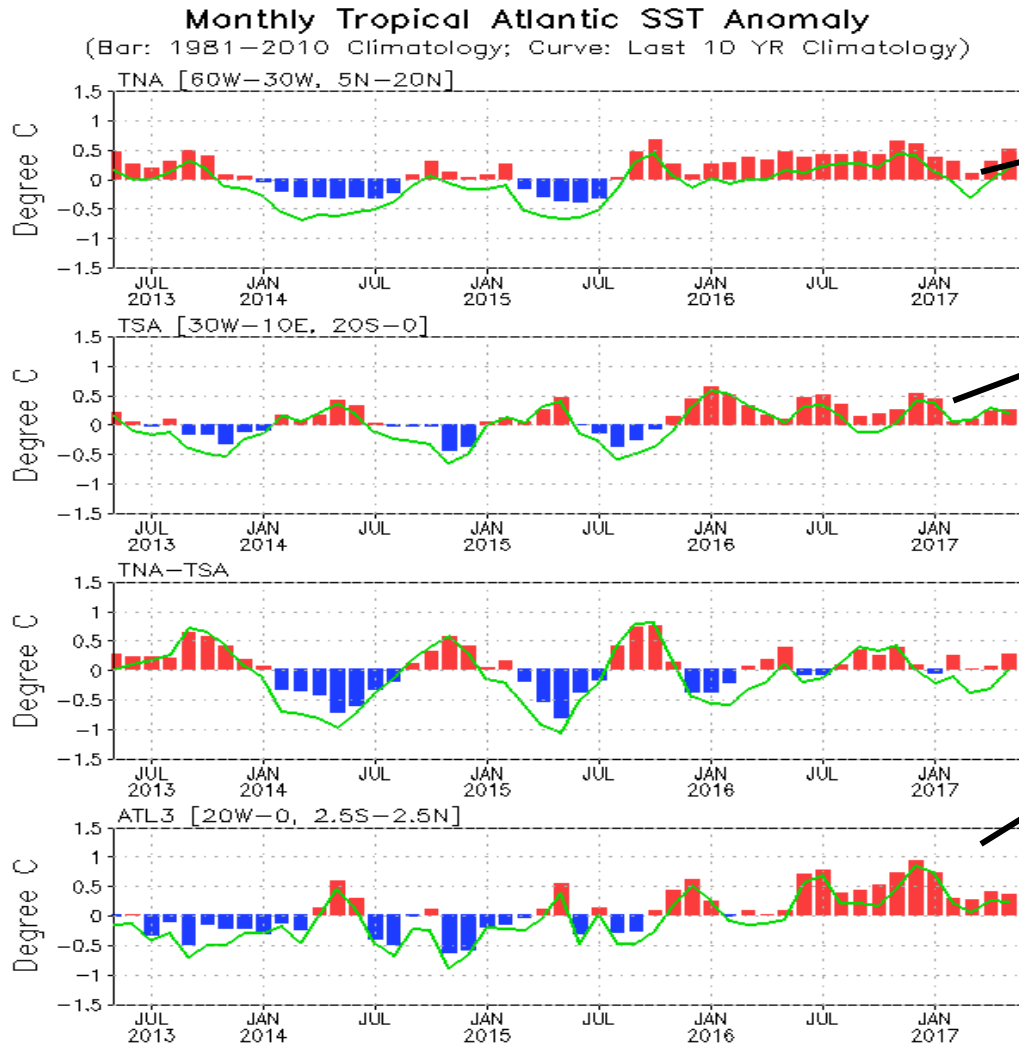 Monthly Tropical Atlantic SST Anomaly
(Bar: 1981-2010 Climatology; Curve: Last 10 YR Climatology)
TNA [60W-30W, 5N-20N]
Degree C
1.5
1
0.5
0
-0.5
-1
-1.5
JUL JAN JUL JAN JUL JAN JUL JAN
2013 2014 2015 2016 2017
TSA [30W-10E, 20S-0]
Degree C
1.5
1
0.5
0
-0.5
-1
-1.5
JUL JAN JUL JAN JUL JAN JUL JAN
2013 2014 2015 2016 2017
TNA-TSA
Degree C
1.5
1
0.5
0
-0.5
-1
-1.5
JUL JAN JUL JAN JUL JAN JUL JAN
2013 2014 2015 2016 2017
ATL3 [20W-0, 2.5S-2.5N]
Degree C
1.5
1
0.5
0
-0.5
-1
-1.5
JUL JAN JUL JAN JUL JAN JUL JAN
2013 2014 2015 2016 2017